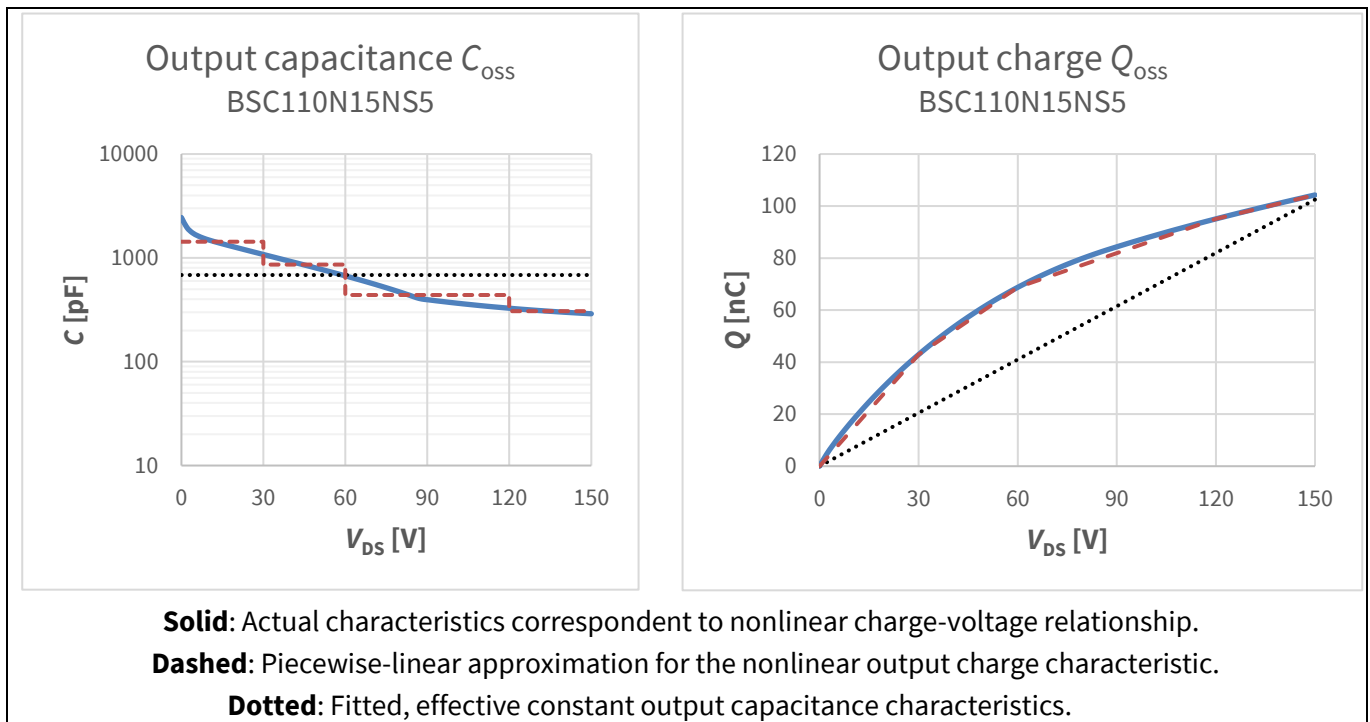 Output capacitance Coss
BSC110N15NS5
10000
1000
100
10
C [pF]
0 30 60 90 120 150
VDS [V]
Output charge Qoss
BSC110N15NS5
120
100
80
60
40
20
0
Q [nC]
0 30 60 90 120 150
VDS [V]
Solid: Actual characteristics correspondent to nonlinear charge-voltage relationship.
Dashed: Piecewise-linear approximation for the nonlinear output charge characteristic.
Dotted: Fitted, effective constant output capacitance characteristics.